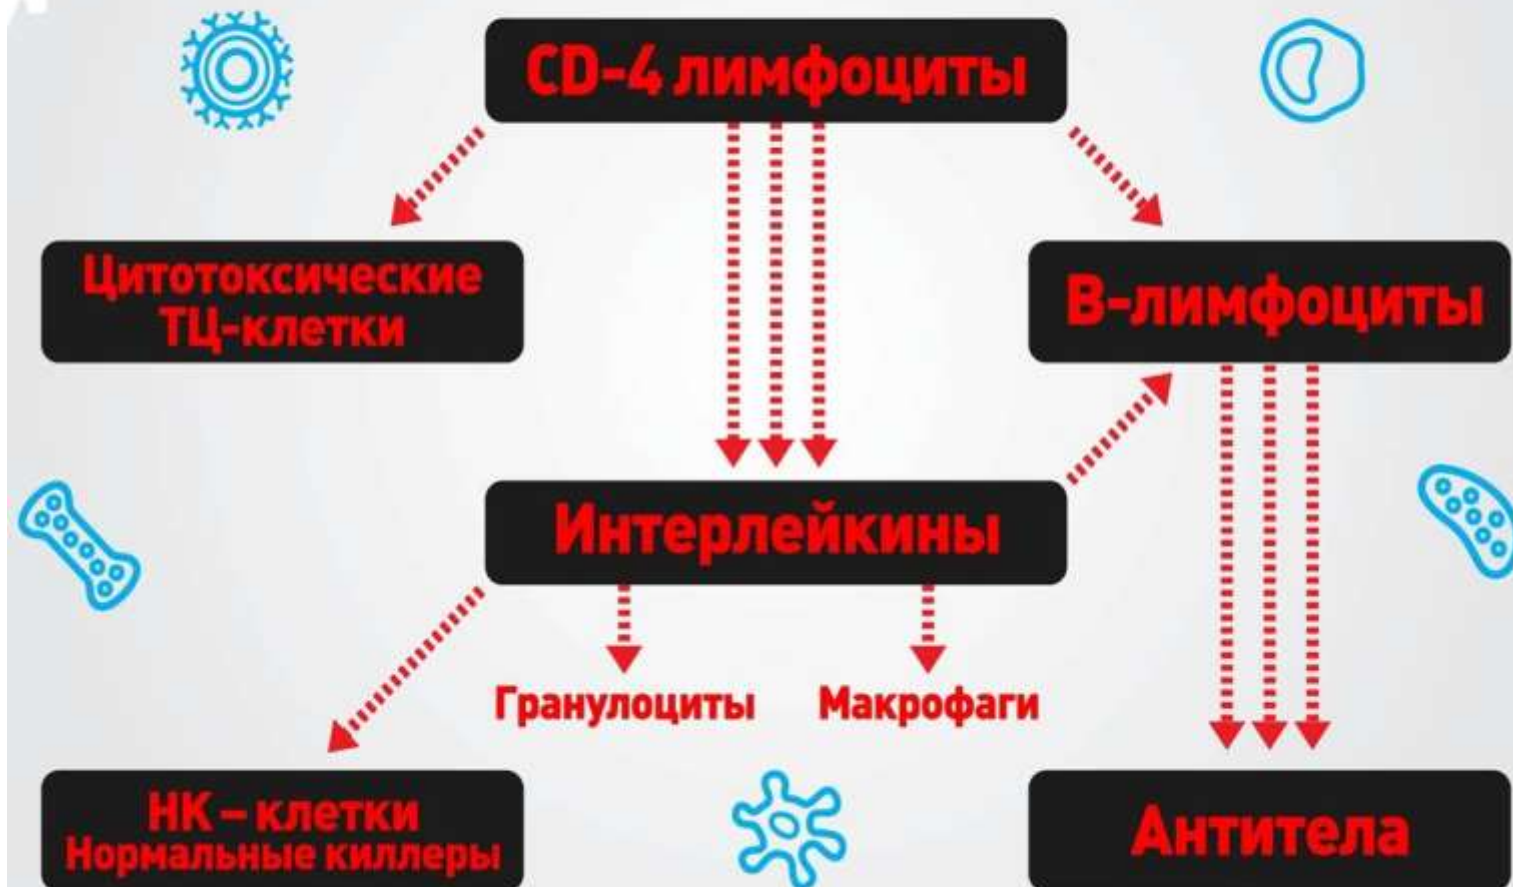 CD-4 лимфоциты
Цитотоксические
ТЦ-клетки
В-лимфоциты
Интерлейкины
Гранулоциты
Макрофаги
НК – клетки
Нормальные киллеры
Антитела